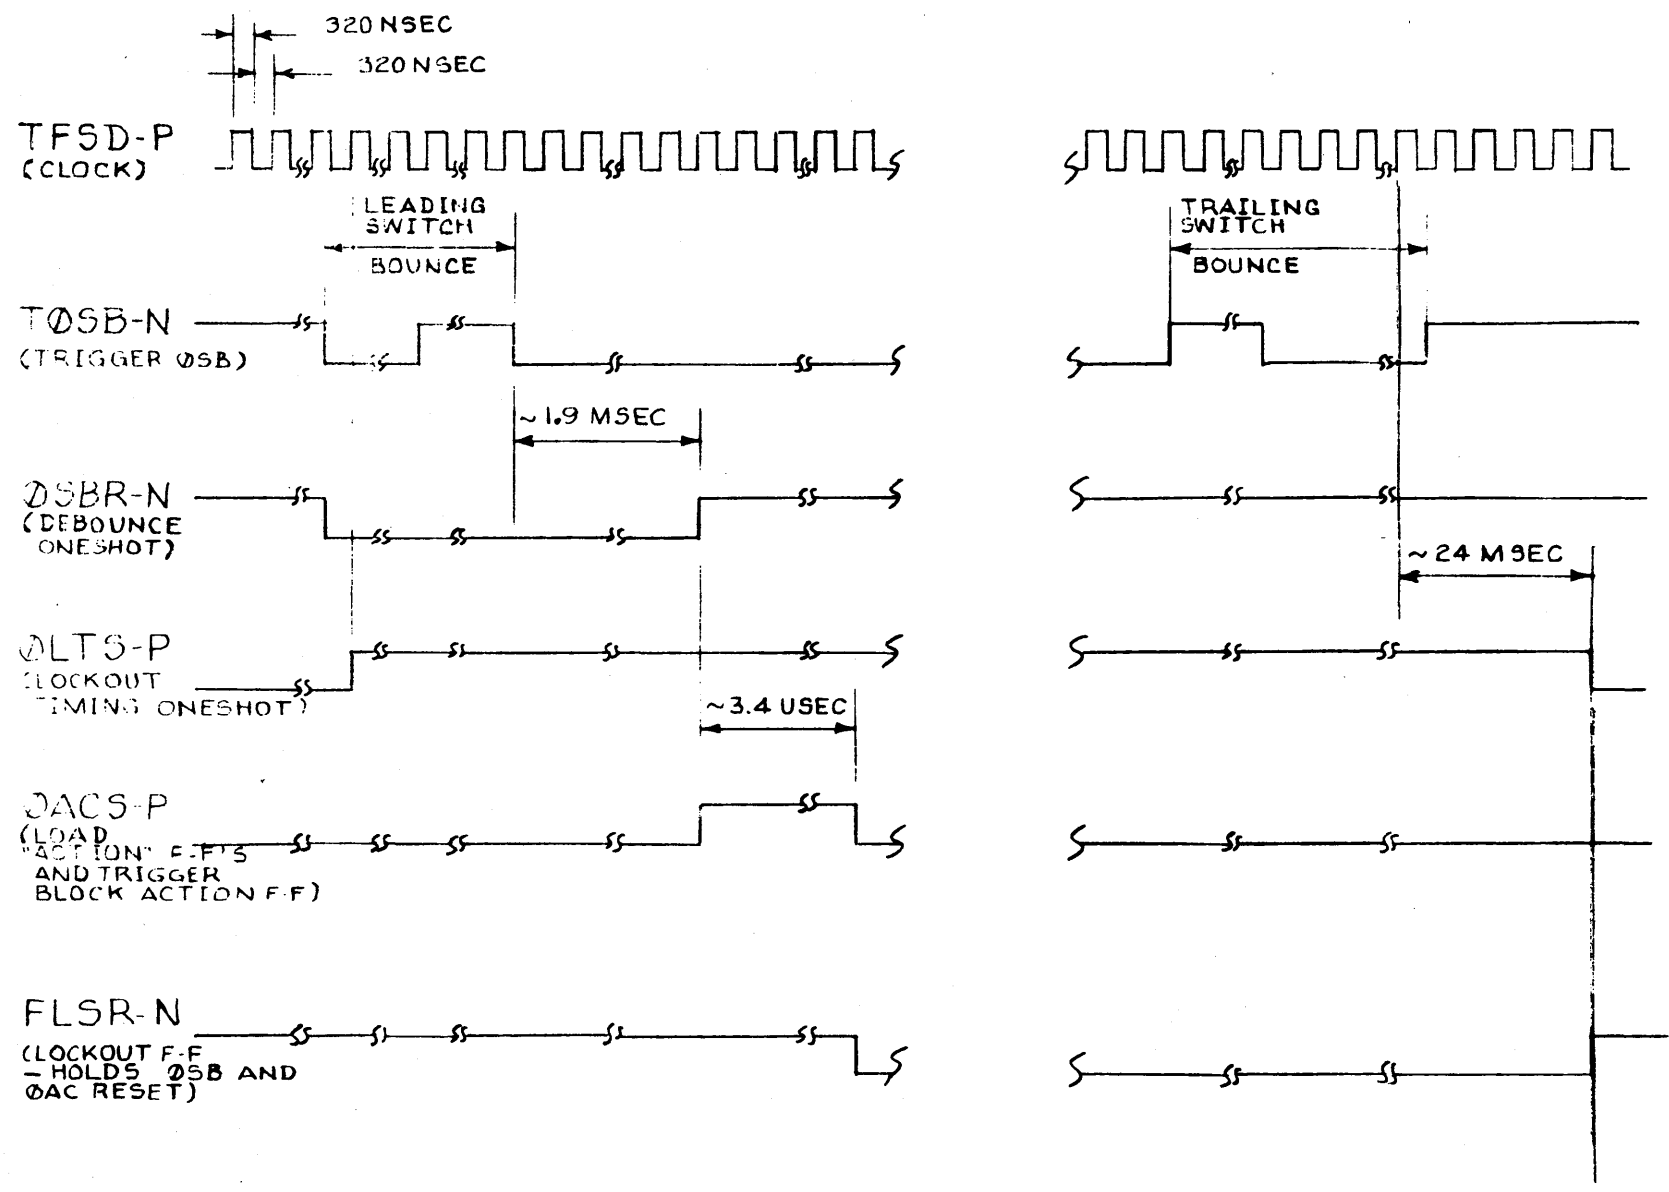 320 NSEC
320 NSEC
TFSD-P
(CLOCK)
LEADING
SWITCH
BOUNCE
TRAILING
SWITCH
BOUNCE
TØSB-N
(TRIGGER ØSB)
~1.9 MSEC
ØSBR-N
(DEBOUNCE
ONESHOT)
~24 MSEC
ØLTS-P
(LOCKOUT
TIMING ONESHOT)
~3.4 USEC
ØACS-P
(LOAD
"ACTION" F-F'S
AND TRIGGER
BLOCK ACTION F-F)
FLSR-N
(LOCKOUT F-F
— HOLDS ØSB AND
ØAC RESET)